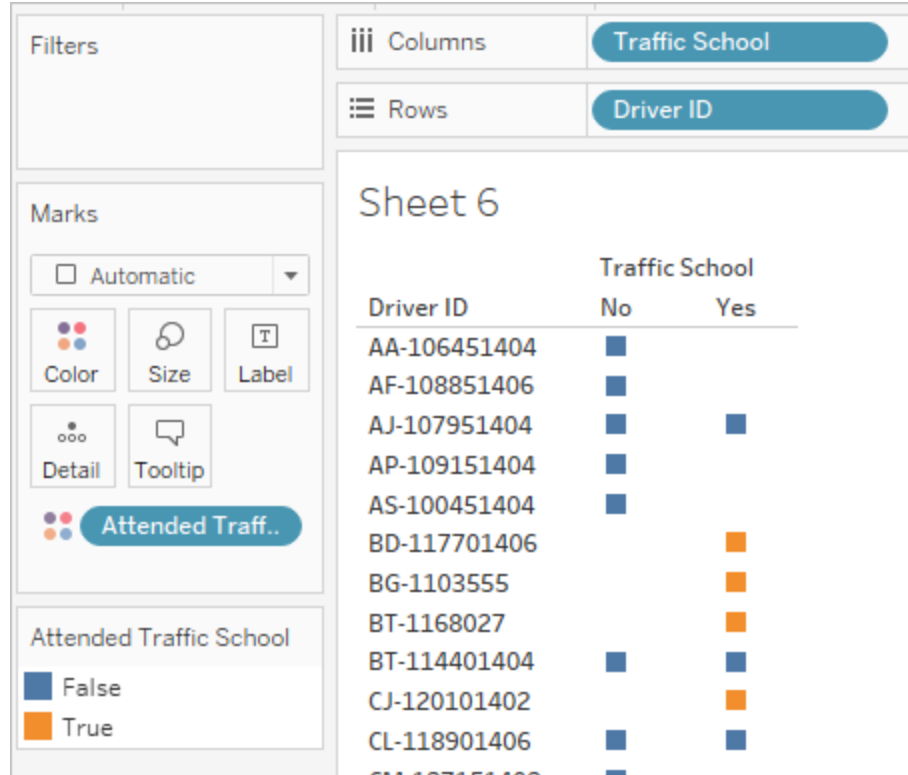 Filters
Columns
Traffic School
Rows
Driver ID
Marks
Automatic
Color
Size
T
Label
Detail
Tooltip
Attended Traff..
Attended Traffic School
False
True
Sheet 6
Traffic School
Driver ID No Yes
AA-106451404
AF-108851406
AJ-107951404
AP-109151404
AS-100451404
BD-117701406
BG-1103555
BT-1168027
BT-114401404
CJ-120101402
CL-118901406